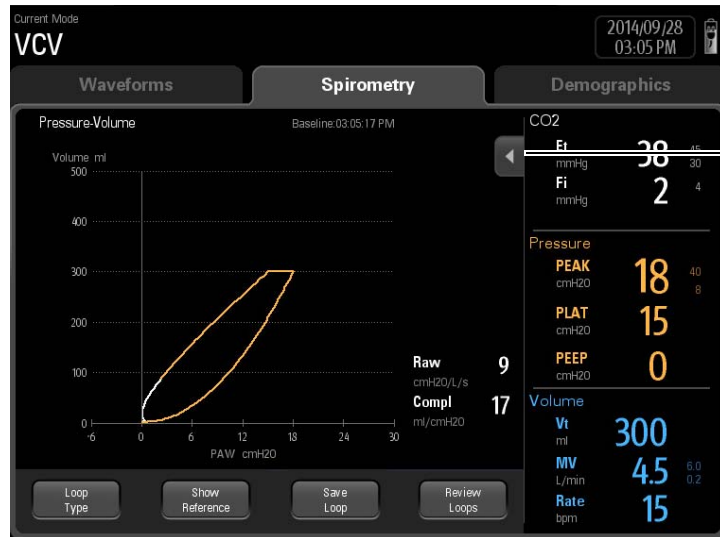 Current Mode
VCV
2014/09/28
03:05 PM
Waveforms
Spirometry
Demographics
Pressure-Volume
Baseline:03:05:17 PM
Volume ml
500
400
300
200
100
0
-6 0 6 12 18 24 30
PAW cmH2O
Raw 9
cmH2O/L/s
Compl 17
ml/cmH2O
CO2
Et 38 45
mmHg 30
Fi 2 4
mmHg
Pressure
PEAK 18 40
cmH2O 8
PLAT 15
cmH2O
PEEP 0
cmH2O
Volume
Vt 300
ml
MV 4.5 6.0
L/min 0.2
Rate 15
bpm
Loop
Type
Show
Reference
Save
Loop
Review
Loops